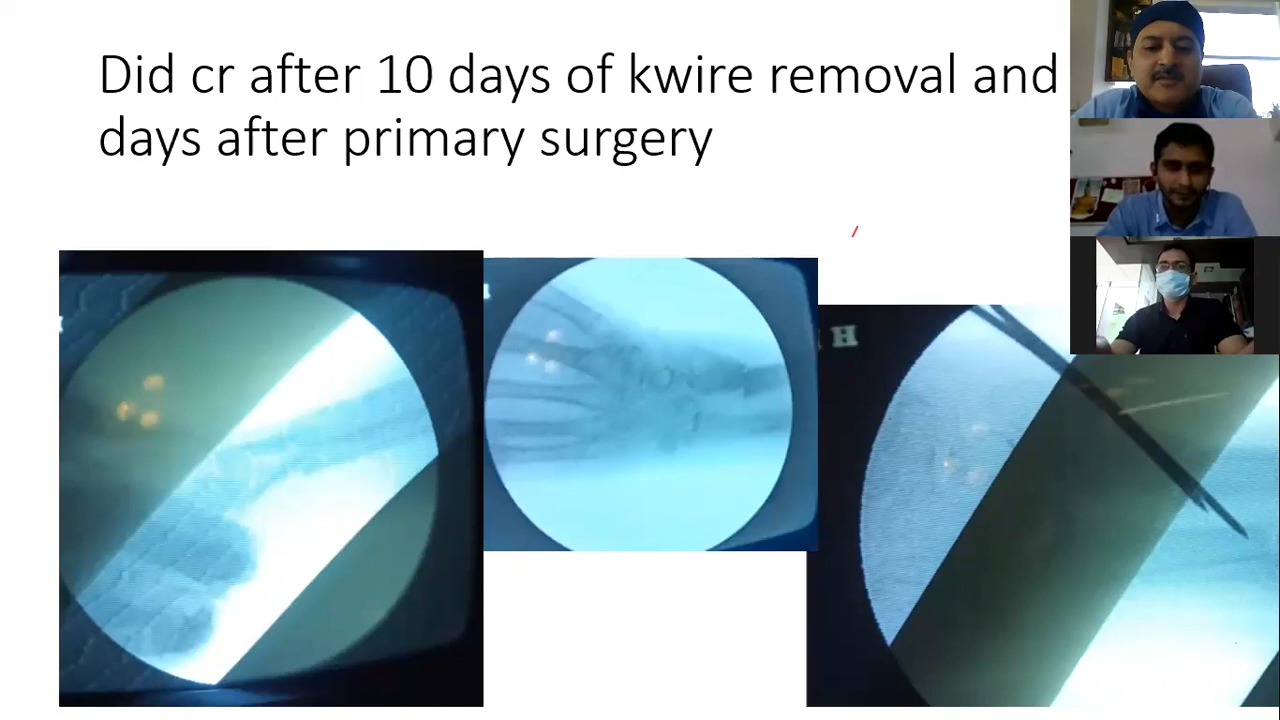 Did cr after 10 days of kwire removal and
days after primary surgery
H